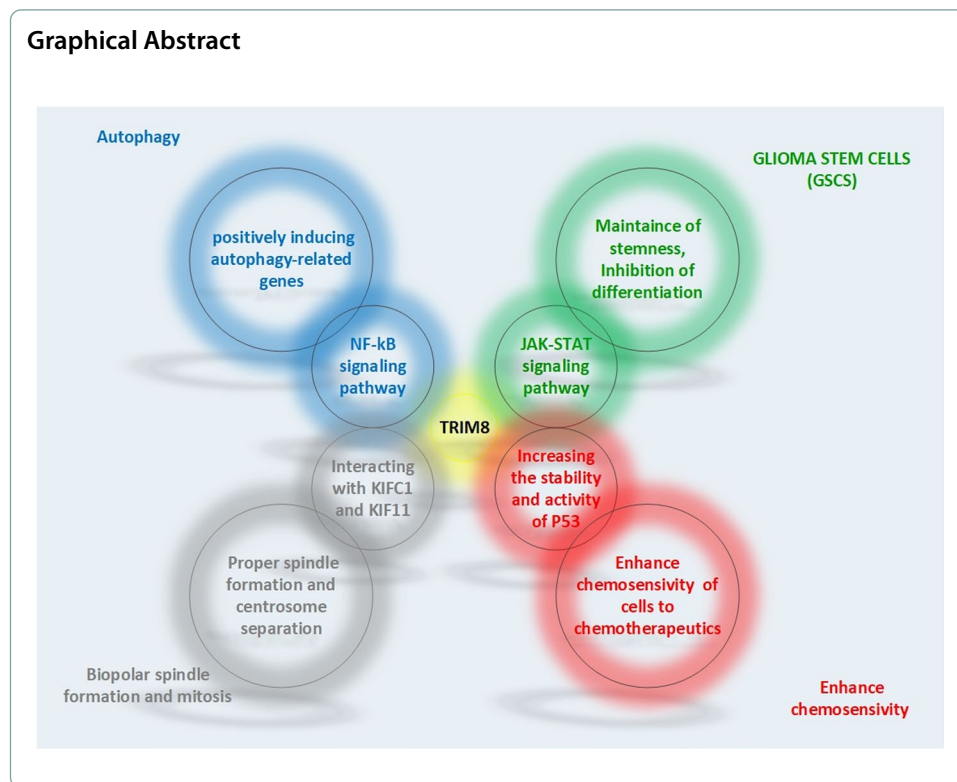 Graphical Abstract
Autophagy
GLIOMA STEM CELLS
(GSCS)
positively inducing
autophagy-related
genes
Maintaince of
stemness,
Inhibition of
differentiation
NF-kB
signaling
pathway
JAK-STAT
signaling
pathway
TRIM8
Interacting
with KIFC1
and KIF11
Increasing
the stability
and activity
of P53
Proper spindle
formation and
centrosome
separation
Enhance
chemosensivity of
cells to
chemotherapeutics
Biopolar spindle
formation and mitosis
Enhance
chemosensivity